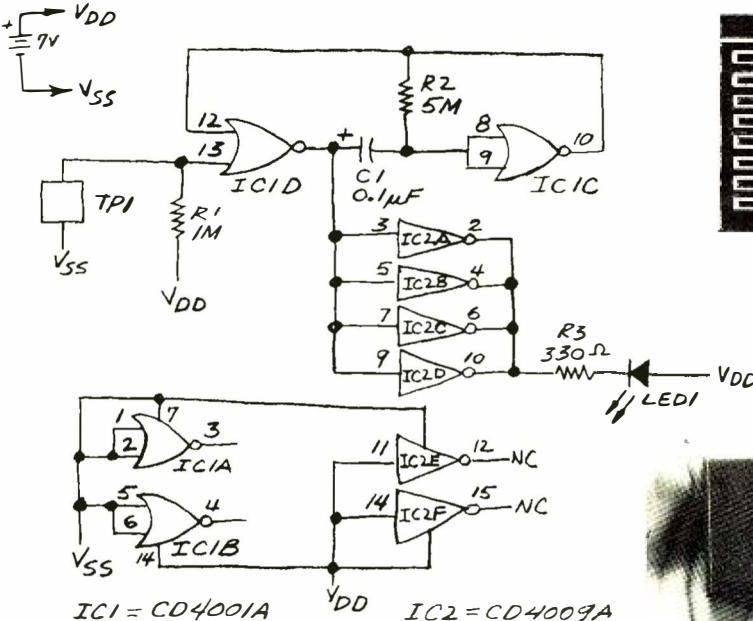 VDD
+
7V
VSS
12
13
IC1D
+
C1
0.1µF
R2
5M
8
9
10
IC1C
TP1
VSS
R1
1M
VDD
3
IC2A
2
5
IC2B
4
7
IC2C
6
9
IC2D
10
R3
330Ω
VDD
LED1
1
2
7
3
IC1A
5
6
4
14
IC1B
VSS
11
IC2E
12
NC
14
IC2F
15
NC
VDD
IC1 = CD4001A
IC2 = CD4009A